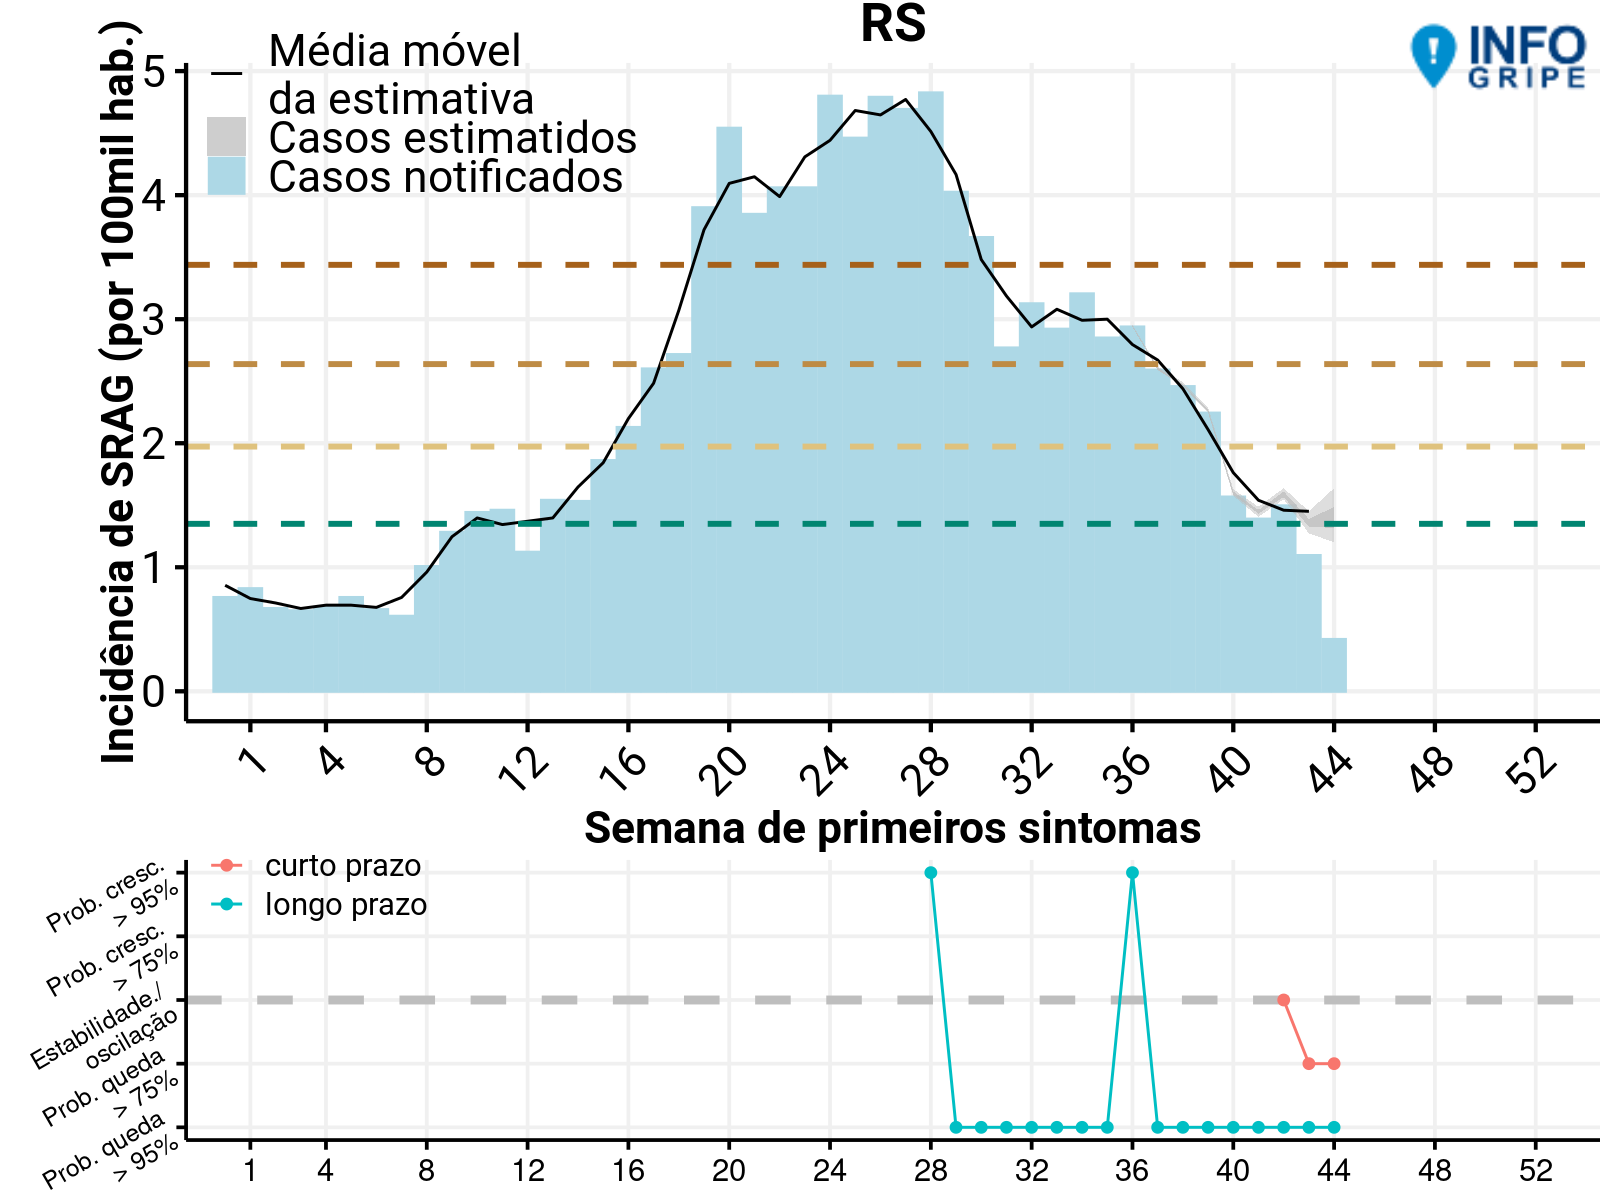 RS
INFO
GRIPE
Média móvel
da estimativa
Casos estimatidos
Casos notificados
Incidência de SRAG (por 100mil hab.)
5
4
3
2
1
0
1 4 8 12 16 20 24 28 32 36 40 44 48 52
Semana de primeiros sintomas
curto prazo
longo prazo
Prob. cresc.
> 95%
Prob. cresc.
> 75%
Estabilidade./
oscilação
Prob. queda
> 75%
Prob. queda
> 95%
1 4 8 12 16 20 24 28 32 36 40 44 48 52